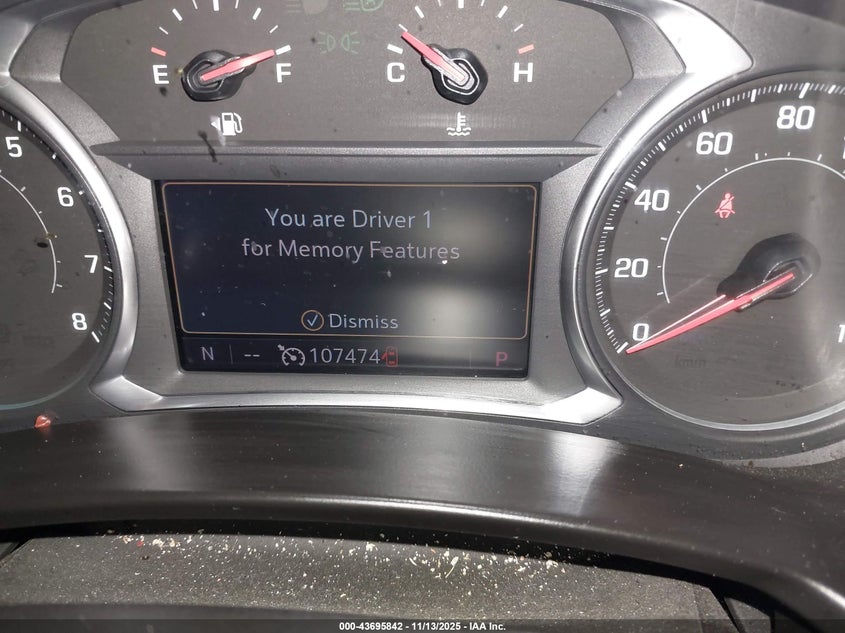 E F
C H
5
6
7
8
80
60
40
20
0
You are Driver 1
for Memory Features
Dismiss
N -- 107474 P
km/h
000-43695842 - 11/13/2025 - IAA Inc.